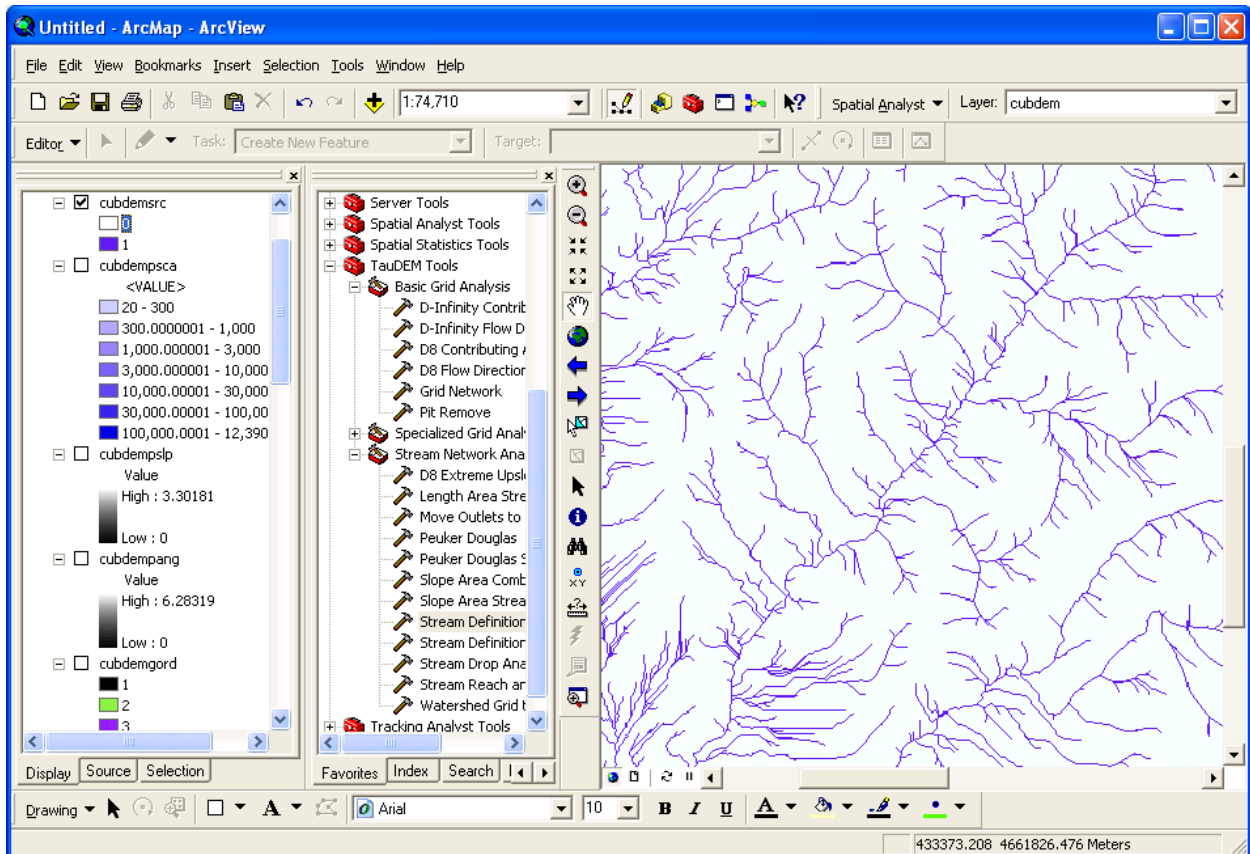 Untitled - ArcMap - ArcView
File Edit View Bookmarks Insert Selection Tools Window Help
1:74,710
Spatial Analyst
Layer: cubdem
Editor
Task: Create New Feature
Target:
cubdemsrc
0
1
cubdempsca
<VALUE>
20 - 300
300.0000001 - 1,000
1,000.000001 - 3,000
3,000.000001 - 10,000
10,000.00001 - 30,000
30,000.00001 - 100,00
100,000.0001 - 12,390
cubdempslp
Value
High : 3.30181
Low : 0
cubdempang
Value
High : 6.28319
Low : 0
cubdemgord
1
2
3
Display Source Selection
Server Tools
Spatial Analyst Tools
Spatial Statistics Tools
TauDEM Tools
Basic Grid Analysis
D-Infinity Contrib
D-Infinity Flow D
D8 Contributing
D8 Flow Direction
Grid Network
Pit Remove
Specialized Grid Anal
Stream Network Ana
D8 Extreme Upsl
Length Area Stre
Move Outlets to
Peuker Douglas
Peuker Douglas S
Slope Area Comb
Slope Area Strea
Stream Definition
Stream Definition
Stream Drop Ana
Stream Reach ar
Watershed Grid t
Tracking Analyst Tools
Favorites Index Search
XY
Drawing
A
Arial
10
B I U A
433373.208 4661826.476 Meters